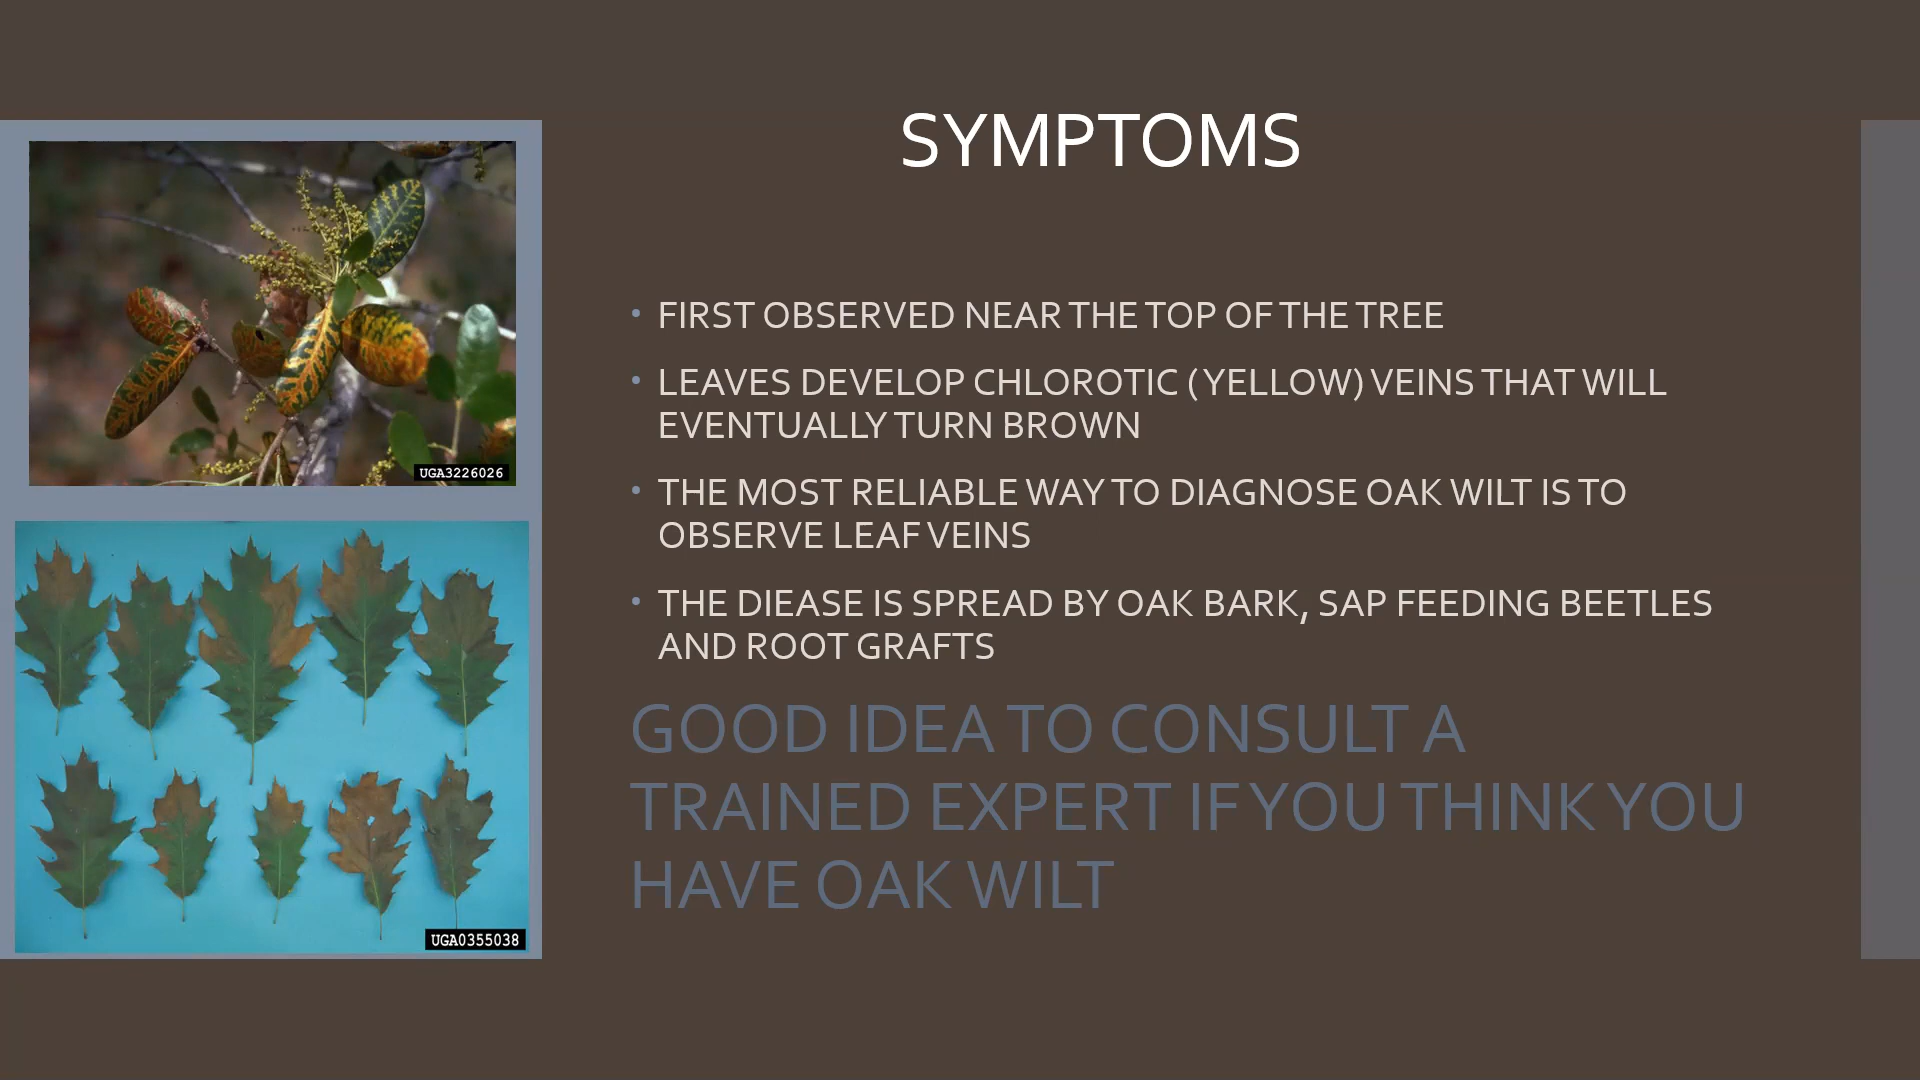 SYMPTOMS
• FIRST OBSERVED NEAR THE TOP OF THE TREE
• LEAVES DEVELOP CHLOROTIC (YELLOW) VEINS THAT WILL
EVENTUALLY TURN BROWN
• THE MOST RELIABLE WAY TO DIAGNOSE OAK WILT IS TO
OBSERVE LEAF VEINS
• THE DIEASE IS SPREAD BY OAK BARK, SAP FEEDING BEETLES
AND ROOT GRAFTS
GOOD IDEA TO CONSULT A
TRAINED EXPERT IF YOU THINK YOU
HAVE OAK WILT
UGA3226026
UGA0355038